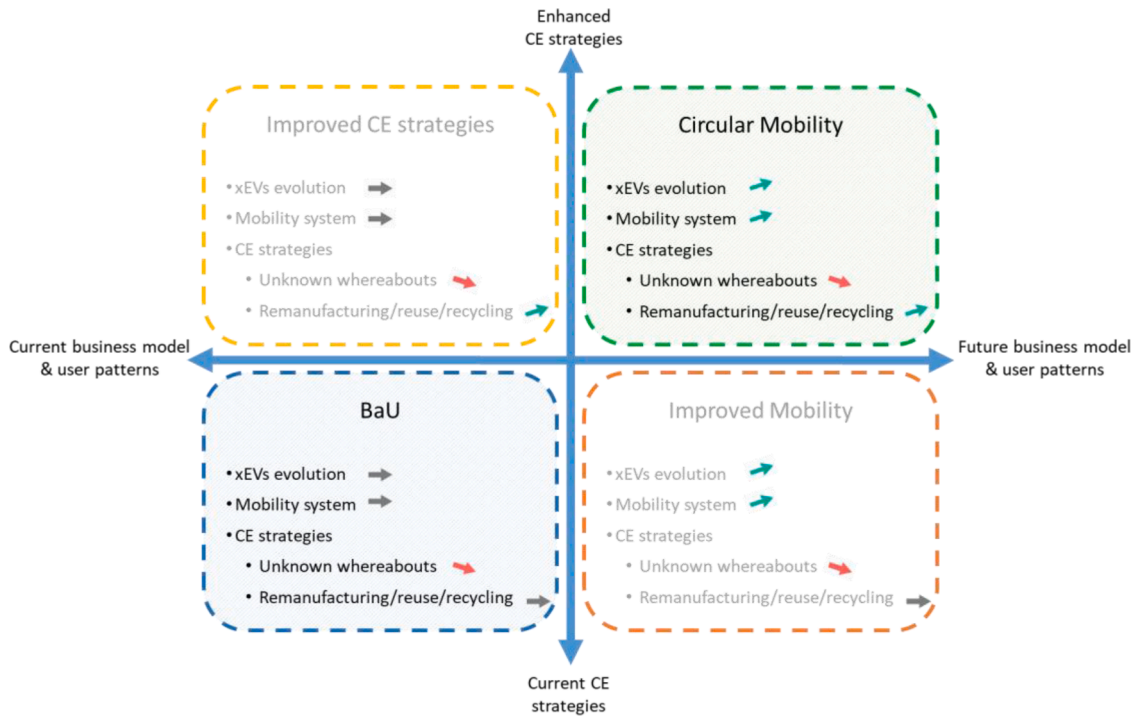 Enhanced
CE strategies
Improved CE strategies
• xEVs evolution
• Mobility system
• CE strategies
• Unknown whereabouts
• Remanufacturing/reuse/recycling
Circular Mobility
• xEVs evolution
• Mobility system
• CE strategies
• Unknown whereabouts
• Remanufacturing/reuse/recycling
Current business model
& user patterns
Future business model
& user patterns
BaU
• xEVs evolution
• Mobility system
• CE strategies
• Unknown whereabouts
• Remanufacturing/reuse/recycling
Improved Mobility
• xEVs evolution
• Mobility system
• CE strategies
• Unknown whereabouts
• Remanufacturing/reuse/recycling
Current CE
strategies